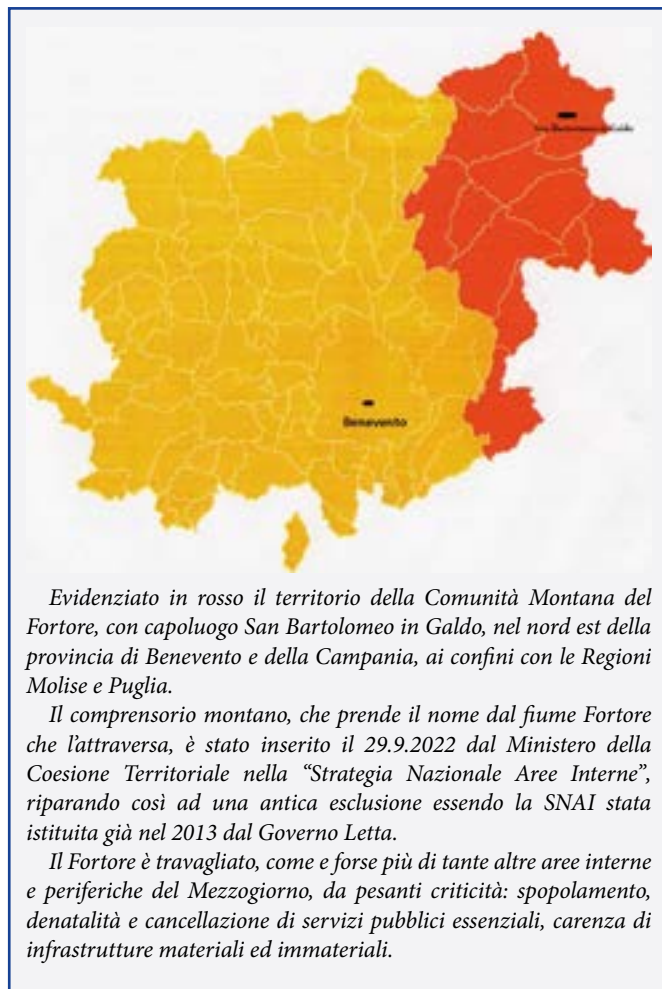 San Bartolomeo in Galdo
Benevento
Evidenziato in rosso il territorio della Comunità Montana del
Fortore, con capoluogo San Bartolomeo in Galdo, nel nord est della
provincia di Benevento e della Campania, ai confini con le Regioni
Molise e Puglia.
Il comprensorio montano, che prende il nome dal fiume Fortore
che l’attraversa, è stato inserito il 29.9.2022 dal Ministero della
Coesione Territoriale nella “Strategia Nazionale Aree Interne”,
riparando così ad una antica esclusione essendo la SNAI stata
istituita già nel 2013 dal Governo Letta.
Il Fortore è travagliato, come e forse più di tante altre aree interne
e periferiche del Mezzogiorno, da pesanti criticità: spopolamento,
denatalità e cancellazione di servizi pubblici essenziali, carenza di
infrastrutture materiali ed immateriali.